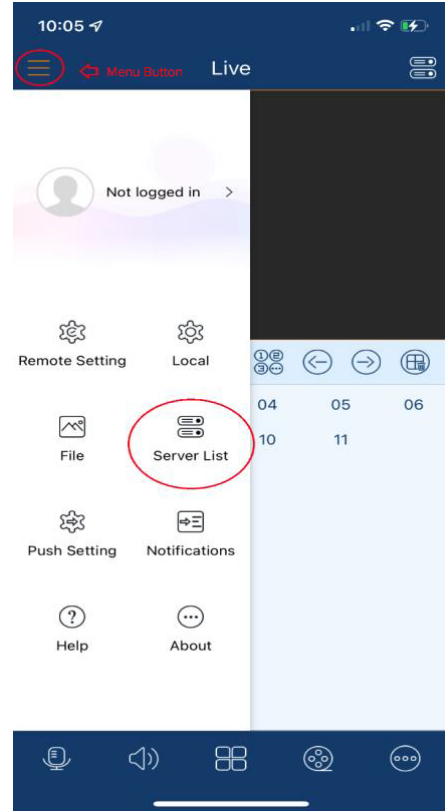 10:05
Menu Button
Live
Not logged in >
Remote Setting
Local
04 05 06
File
Server List
10 11
Push Setting
Notifications
Help
About